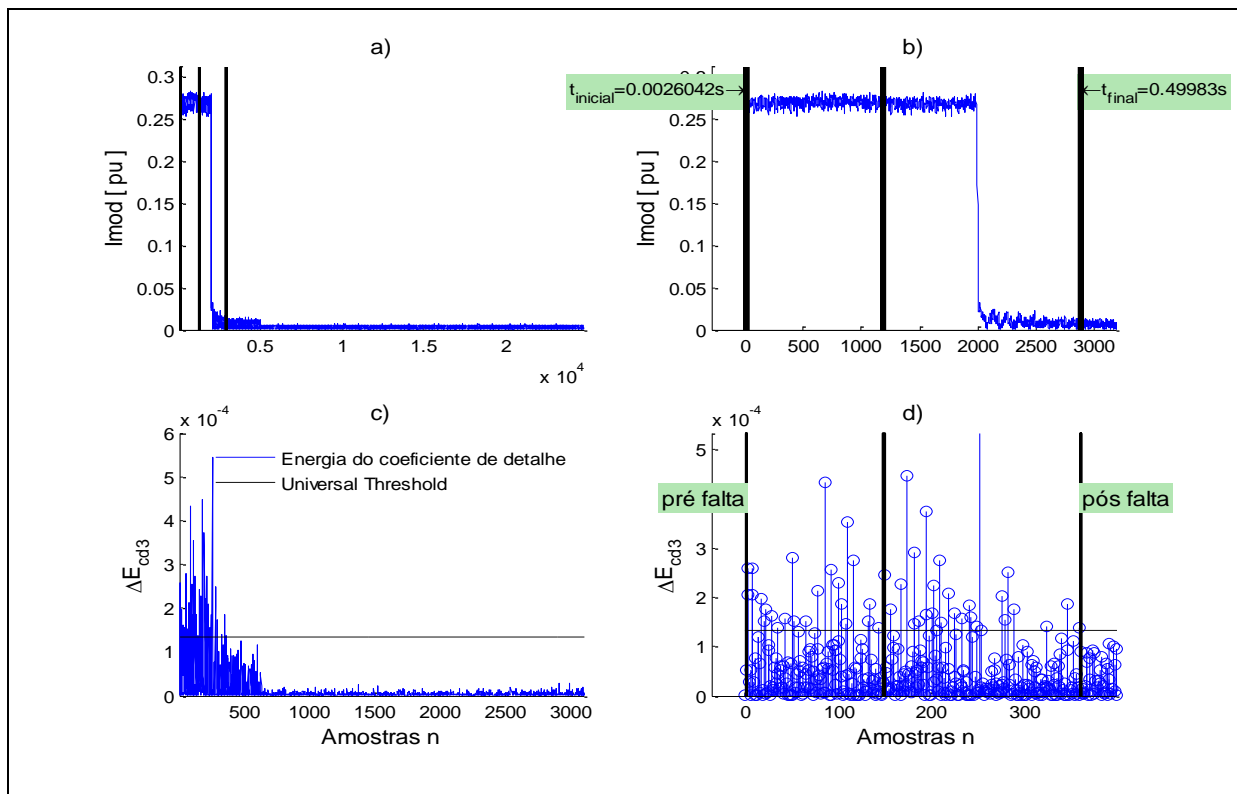 a)
0.3
0.25
0.2
0.15
0.1
0.05
0
Imod [ pu ]
0.5
1
1.5
2
x 10^4
b)
t_inicial=0.0026042s
t_final=0.49983s
0.25
0.2
0.15
0.1
0.05
0
Imod [ pu ]
0
500
1000
1500
2000
2500
3000
c)
x 10^-4
6
5
4
3
2
1
0
ΔE_cd3
Energia do coeficiente de detalhe
Universal Threshold
500
1000
1500
2000
2500
3000
Amostras n
d)
x 10^-4
5
pré falta
pós falta
3
2
1
0
ΔE_cd3
0
100
200
300
Amostras n